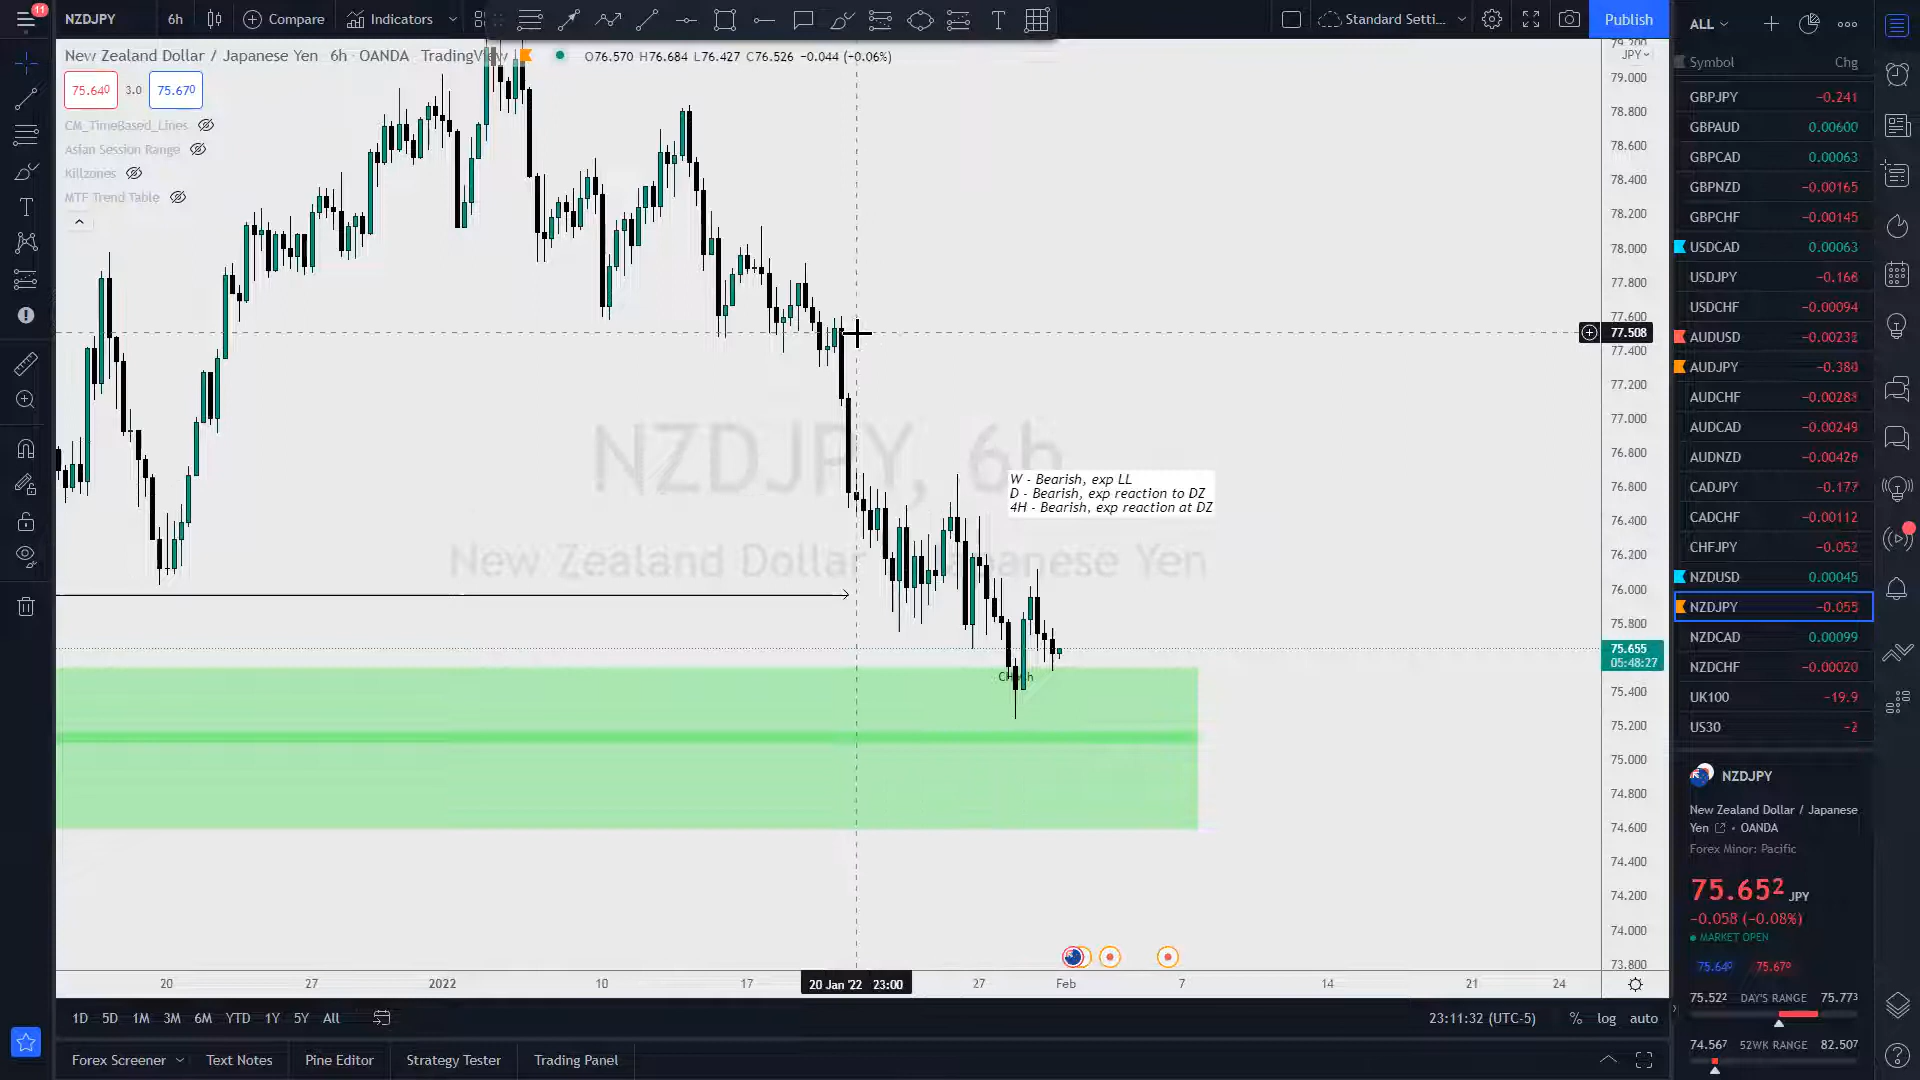 11
NZDJPY 6h Compare Indicators Standard Setti... Publish ALL
New Zealand Dollar / Japanese Yen 6h OANDA TradingView O76.570 H76.684 L76.427 C76.526 −0.044 (−0.06%)
75.640 3.0 75.670
CM_TimeBased_Lines
Asian Session Range
Killzones
MTF Trend Table
NZDJPY, 6h
New Zealand Dollar / Japanese Yen
W - Bearish, exp LL
D - Bearish, exp reaction to DZ
4H - Bearish, exp reaction at DZ
JPY
79.200
79.000
78.800
78.600
78.400
78.200
78.000
77.800
77.600
77.508
77.400
77.200
77.000
76.800
76.600
76.400
76.200
76.000
75.800
75.655
05:48:27
75.400
75.200
75.000
74.800
74.600
74.400
74.200
74.000
73.800
20 27 2022 10 17 20 Jan '22 23:00 27 Feb 7 14 21 24
1D 5D 1M 3M 6M YTD 1Y 5Y All 23:11:32 (UTC-5) % log auto
Forex Screener Text Notes Pine Editor Strategy Tester Trading Panel
Symbol Chg
GBPJPY −0.241
GBPAUD 0.00600
GBPCAD 0.00063
GBPNZD −0.00165
GBPCHF −0.00145
USDCAD 0.00063
USDJPY −0.168
USDCHF −0.00094
AUDUSD −0.00232
AUDJPY −0.380
AUDCHF −0.00288
AUDCAD −0.00249
AUDNZD −0.00426
CADJPY −0.177
CADCHF −0.00112
CHFJPY −0.052
NZDUSD 0.00045
NZDJPY −0.055
NZDCAD 0.00099
NZDCHF −0.00020
UK100 −19.9
US30 −2
NZDJPY
New Zealand Dollar / Japanese
Yen • OANDA
Forex Minor: Pacific
75.652 JPY
−0.058 (−0.08%)
MARKET OPEN
75.640 75.670
75.522 DAY'S RANGE 75.773
74.567 52WK RANGE 82.507